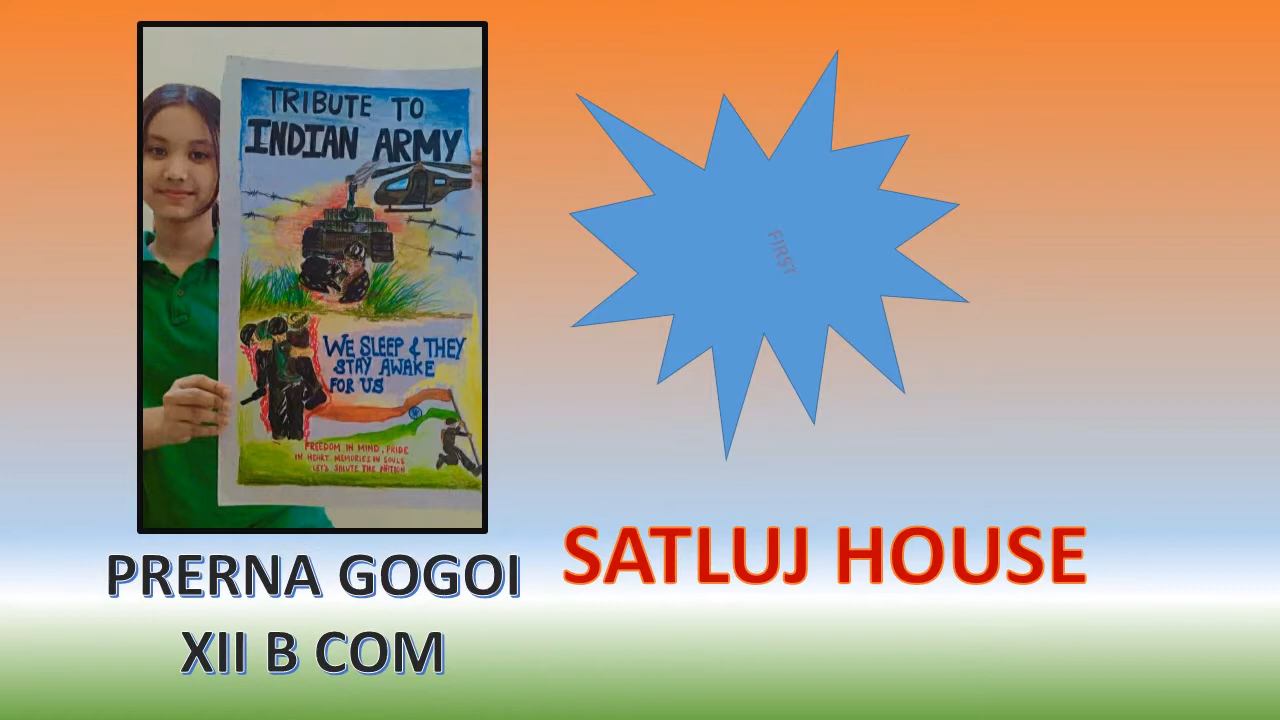 TRIBUTE TO
INDIAN ARMY
WE SLEEP & THEY
STAY AWAKE
FOR US
FREEDOM IN MIND, PRIDE
IN HEART, MEMORIES IN SOULS
LET'S SALUTE THE NATION
FIRST
PRERNA GOGOI
XII B COM
SATLUJ HOUSE